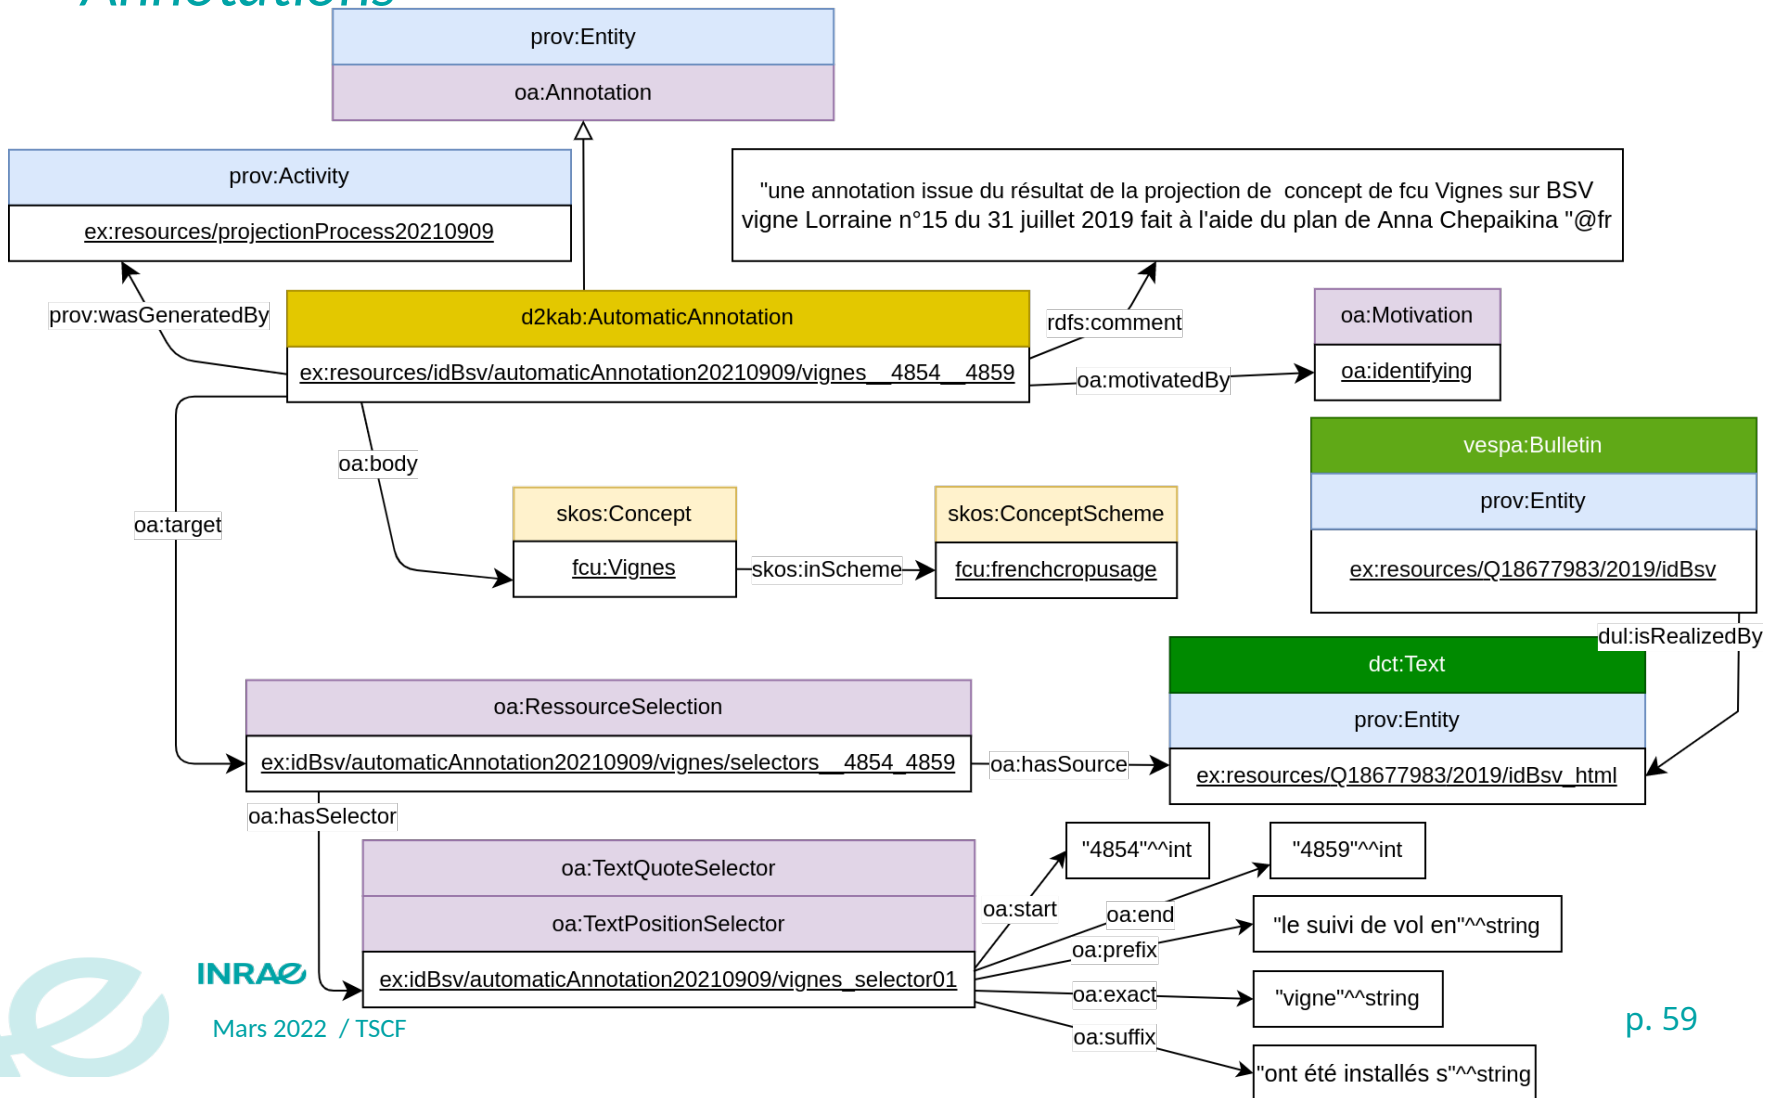 Annotations
prov:Entity
oa:Annotation
prov:Activity
ex:resources/projectionProcess20210909
"une annotation issue du résultat de la projection de  concept de fcu Vignes sur BSV
vigne Lorraine n°15 du 31 juillet 2019 fait à l'aide du plan de Anna Chepaikina "@fr
prov:wasGeneratedBy
d2kab:AutomaticAnnotation
ex:resources/idBsv/automaticAnnotation20210909/vignes__4854__4859
rdfs:comment
oa:motivatedBy
oa:Motivation
oa:identifying
oa:body
oa:target
skos:Concept
fcu:Vignes
skos:inScheme
skos:ConceptScheme
fcu:frenchcropusage
vespa:Bulletin
prov:Entity
ex:resources/Q18677983/2019/idBsv
dul:isRealizedBy
dct:Text
prov:Entity
ex:resources/Q18677983/2019/idBsv_html
oa:RessourceSelection
ex:idBsv/automaticAnnotation20210909/vignes/selectors__4854_4859
oa:hasSource
oa:hasSelector
oa:TextQuoteSelector
oa:TextPositionSelector
ex:idBsv/automaticAnnotation20210909/vignes_selector01
oa:start
"4854"^^int
oa:end
"4859"^^int
oa:prefix
"le suivi de vol en"^^string
oa:exact
"vigne"^^string
oa:suffix
"ont été installés s"^^string
INRAE
Mars 2022  / TSCF
p. 59